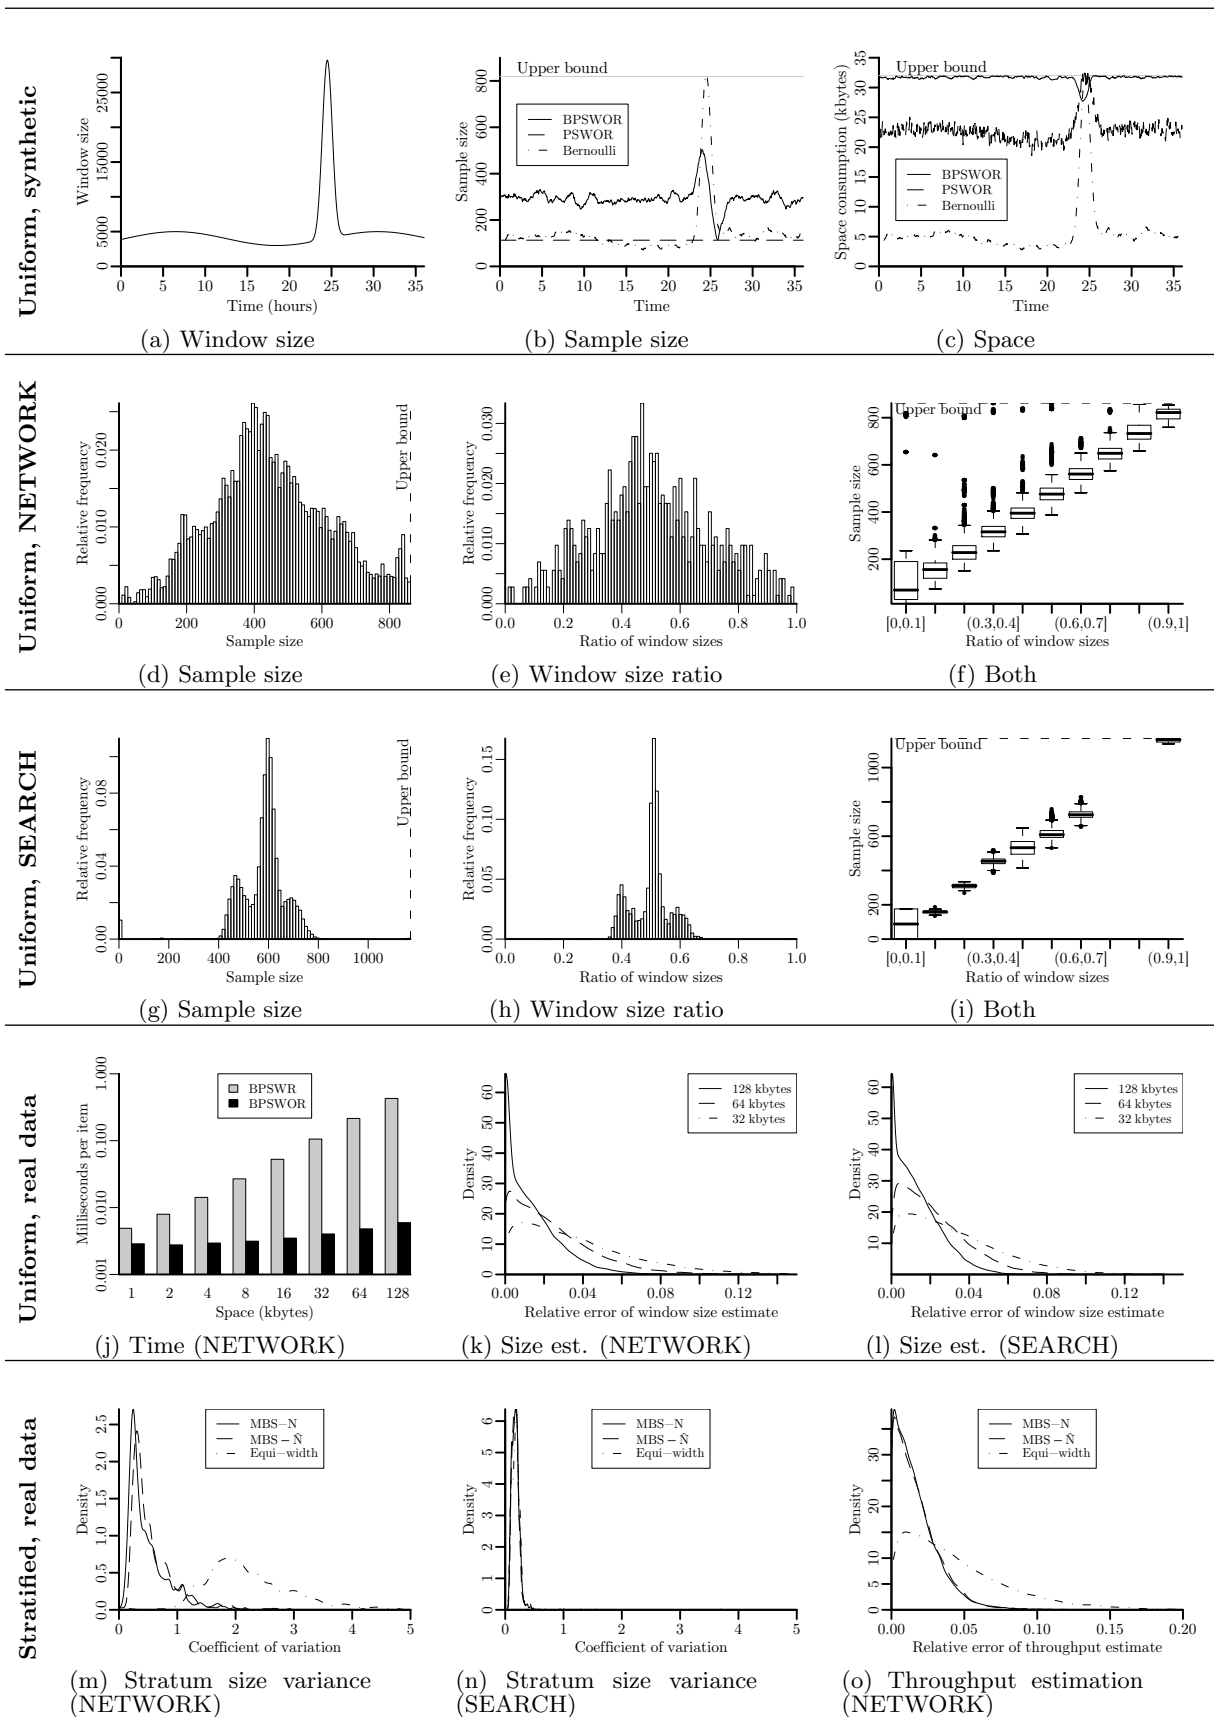 Uniform, synthetic
Window size
0 5000 15000 25000
0 5 10 15 20 25 30 35
Time (hours)
(a) Window size
Upper bound
BPSWOR
PSWOR
Bernoulli
Sample size
0 200 400 600 800
0 5 10 15 20 25 30 35
Time
(b) Sample size
Upper bound
BPSWOR
PSWOR
Bernoulli
Space consumption (kbytes)
0 5 10 15 20 25 30 35
0 5 10 15 20 25 30 35
Time
(c) Space
Uniform, NETWORK
Relative frequency
0.000 0.010 0.020
Upper bound
0 200 400 600 800
Sample size
(d) Sample size
Relative frequency
0.000 0.010 0.020 0.030
0.0 0.2 0.4 0.6 0.8 1.0
Ratio of window sizes
(e) Window size ratio
Upper bound
Sample size
200 400 600 800
[0,0.1] (0.3,0.4] (0.6,0.7] (0.9,1]
Ratio of window sizes
(f) Both
Uniform, SEARCH
Relative frequency
0.00 0.04 0.08
Upper bound
0 200 400 600 800 1000
Sample size
(g) Sample size
Relative frequency
0.00 0.05 0.10 0.15
0.0 0.2 0.4 0.6 0.8 1.0
Ratio of window sizes
(h) Window size ratio
Upper bound
Sample size
0 200 600 1000
[0,0.1] (0.3,0.4] (0.6,0.7] (0.9,1]
Ratio of window sizes
(i) Both
Uniform, real data
Milliseconds per item
0.001 0.010 0.100 1.000
BPSWR
BPSWOR
1 2 4 8 16 32 64 128
Space (kbytes)
(j) Time (NETWORK)
128 kbytes
64 kbytes
32 kbytes
Density
0 10 20 30 40 50 60
0.00 0.04 0.08 0.12
Relative error of window size estimate
(k) Size est. (NETWORK)
128 kbytes
64 kbytes
32 kbytes
Density
10 20 30 40 50 60
0.00 0.04 0.08 0.12
Relative error of window size estimate
(l) Size est. (SEARCH)
Stratified, real data
MBS−N
MBS − N̂
Equi−width
Density
0.0 0.5 1.0 1.5 2.0 2.5
0 1 2 3 4 5
Coefficient of variation
(m) Stratum size variance
(NETWORK)
MBS−N
MBS − N̂
Equi−width
Density
0 1 2 3 4 5 6
0 1 2 3 4 5
Coefficient of variation
(n) Stratum size variance
(SEARCH)
MBS−N
MBS − N̂
Equi−width
Density
0 5 10 20 30
0.00 0.05 0.10 0.15 0.20
Relative error of throughput estimate
(o) Throughput estimation
(NETWORK)